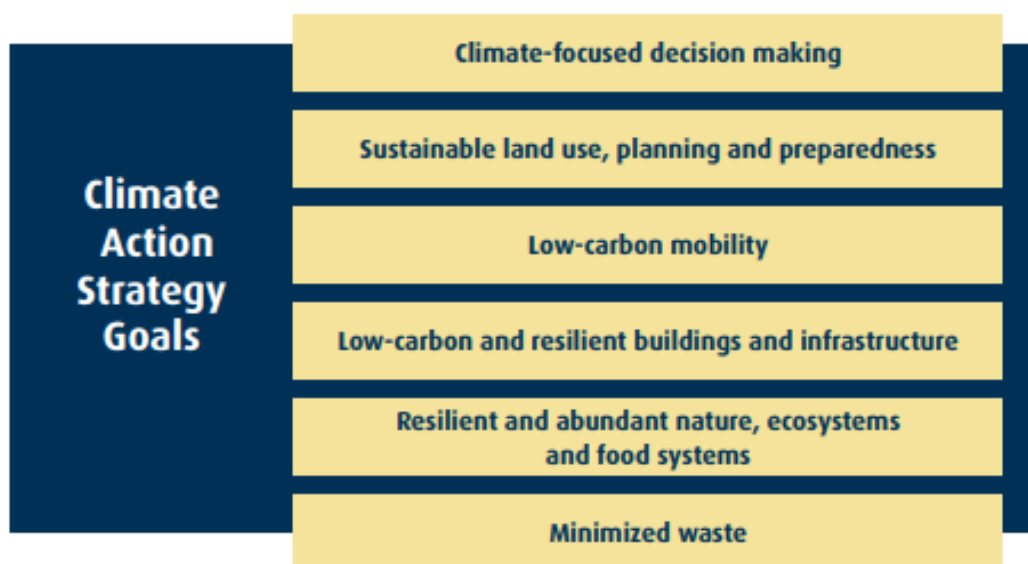 Climate
Action
Strategy
Goals
Climate-focused decision making
Sustainable land use, planning and preparedness
Low-carbon mobility
Low-carbon and resilient buildings and infrastructure
Resilient and abundant nature, ecosystems
and food systems
Minimized waste